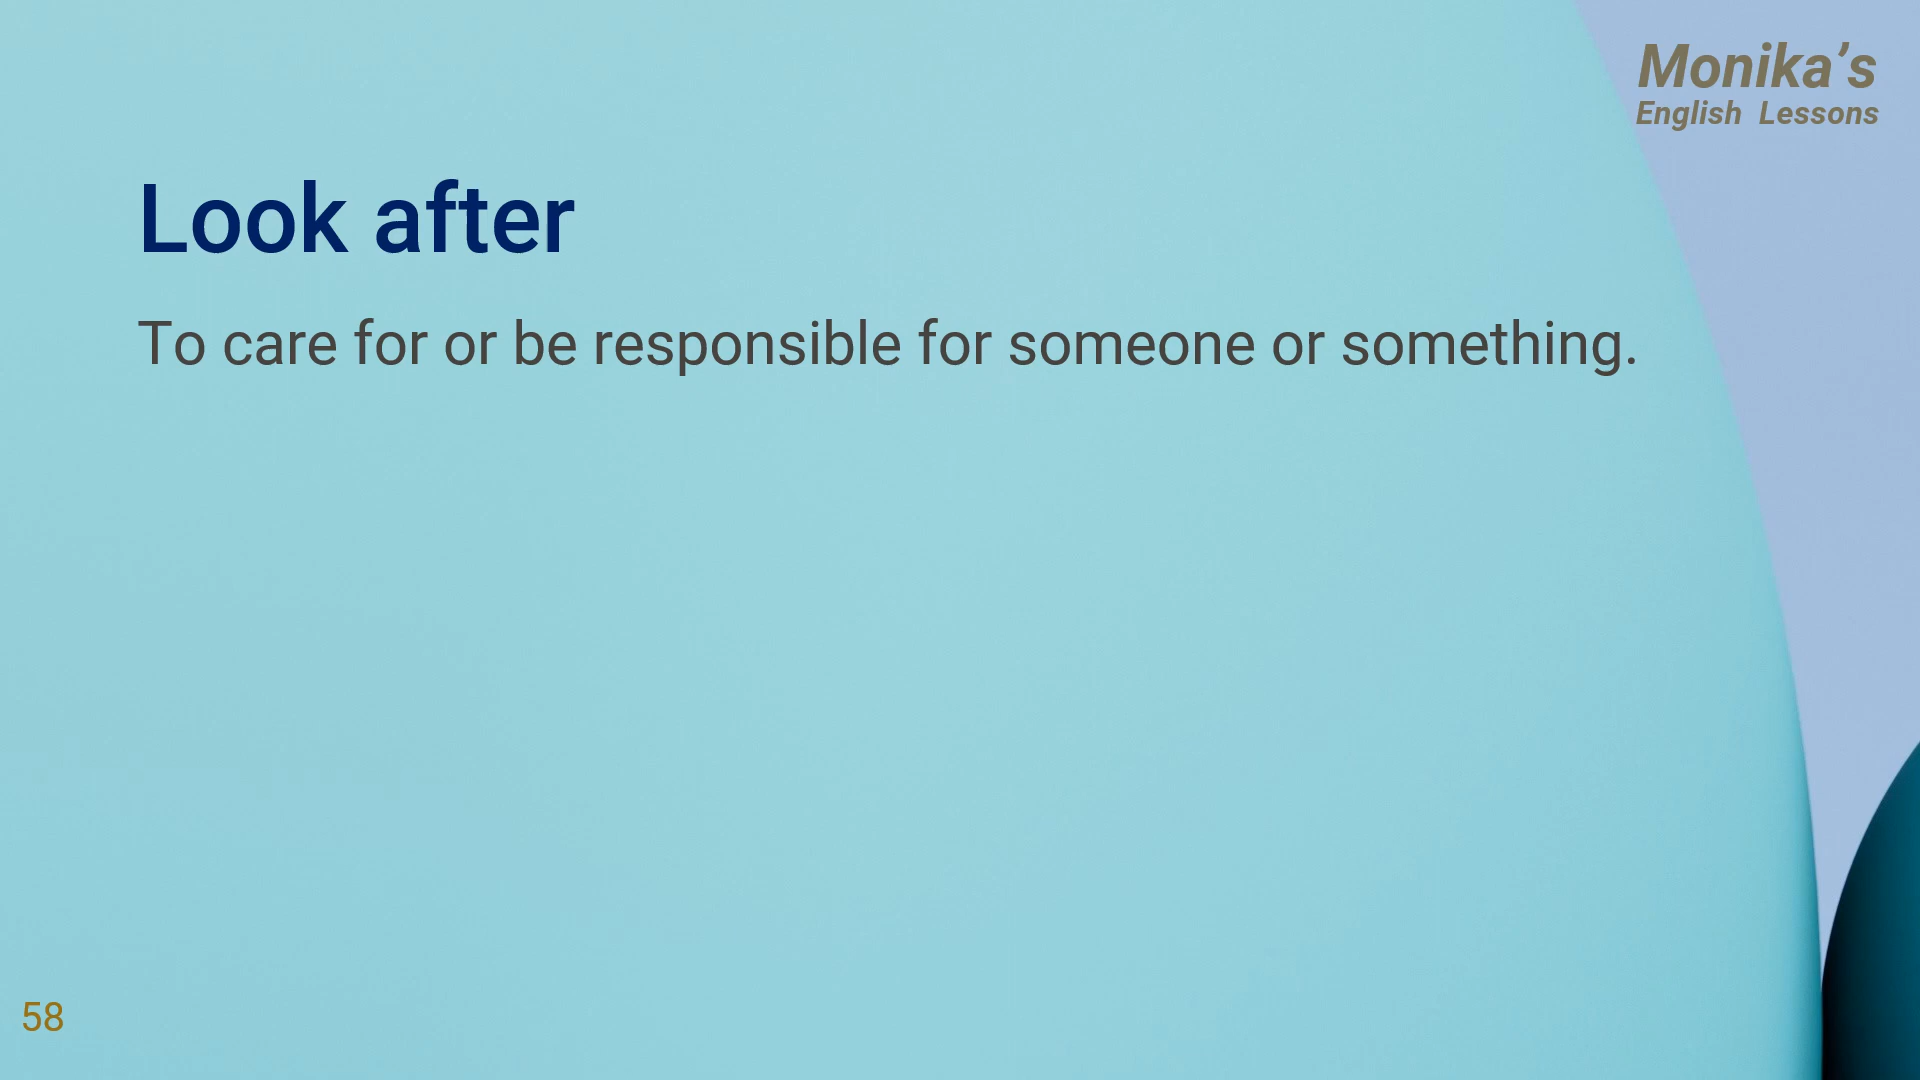 Monika’s
English Lessons
Look after
To care for or be responsible for someone or something.
58